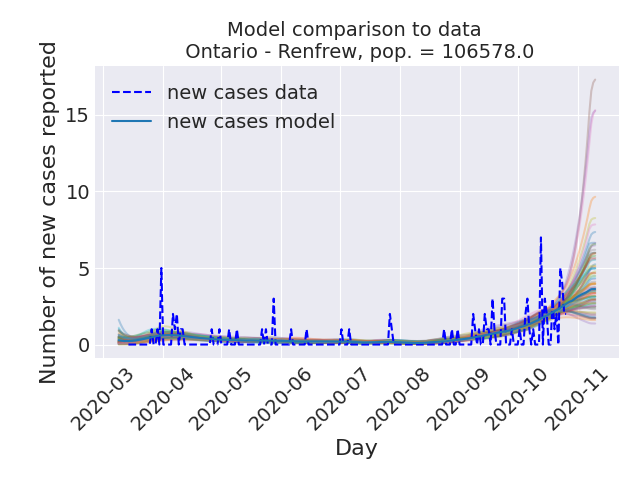 Model comparison to data
Ontario - Renfrew, pop. = 106578.0
Number of new cases reported
new cases data
new cases model
15
10
5
0
2020-03
2020-04
2020-05
2020-06
2020-07
2020-08
2020-09
2020-10
2020-11
Day